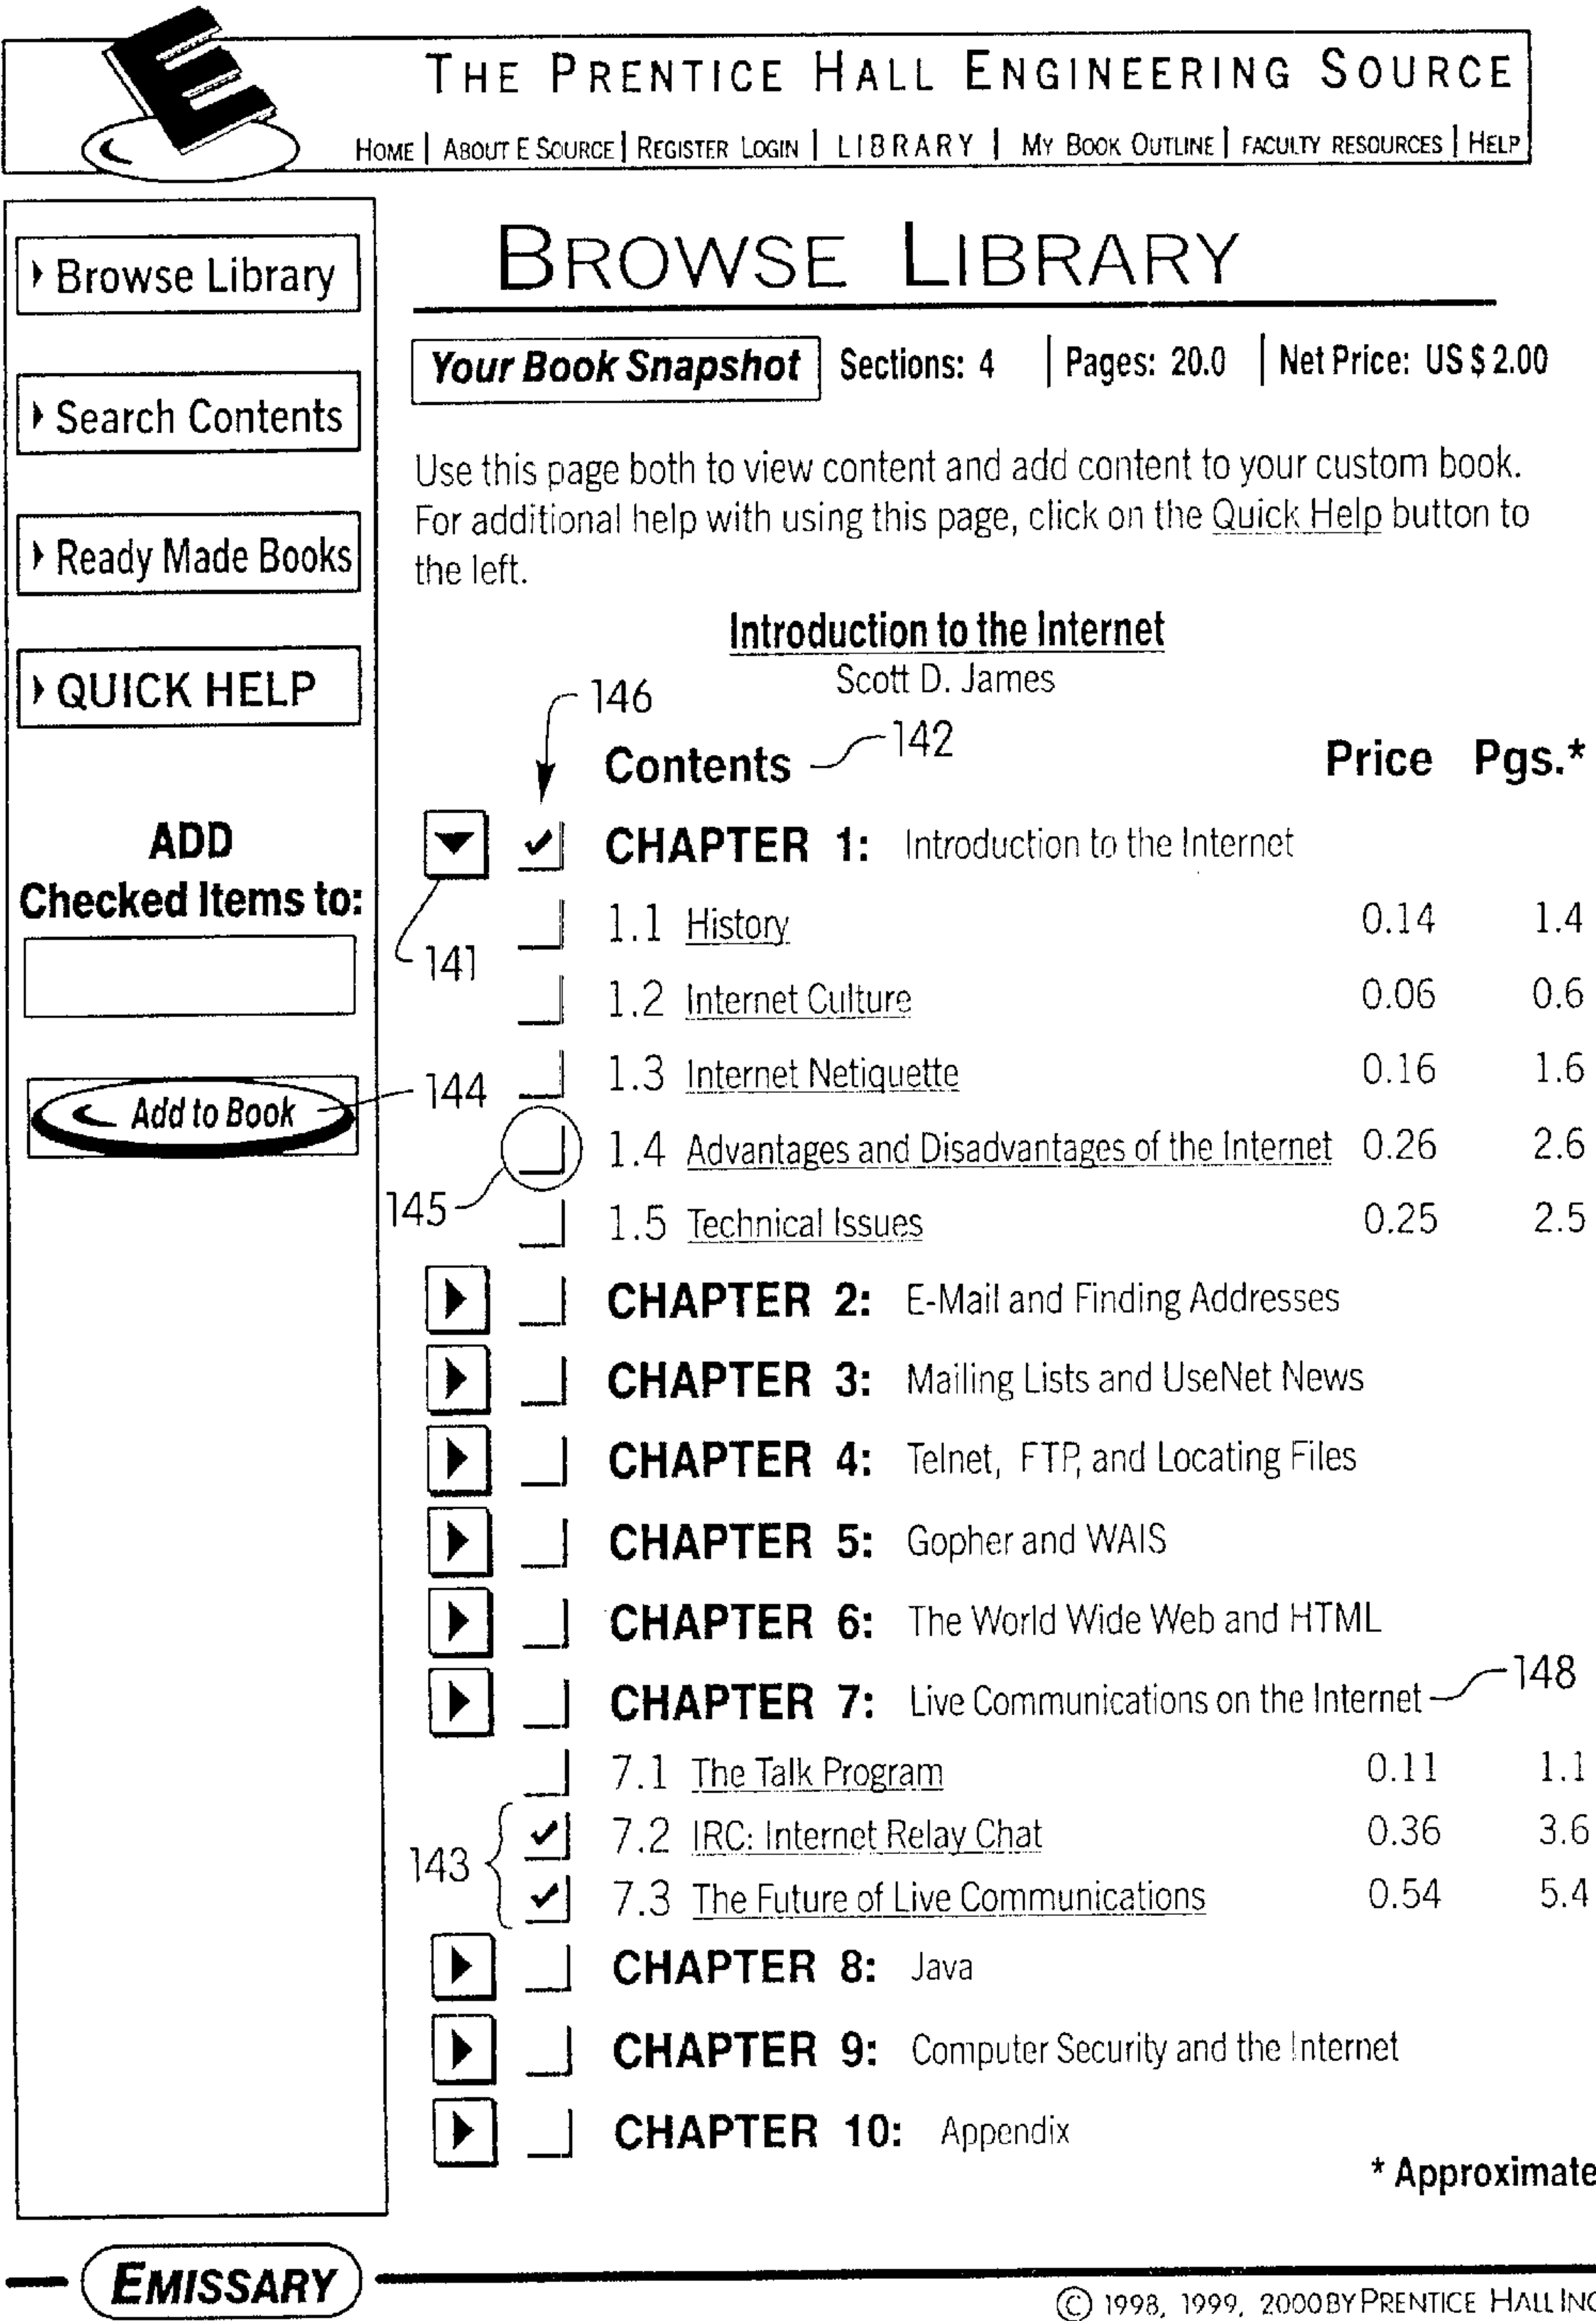 THE PRENTICE HALL ENGINEERING SOURCE
HOME | ABOUT E SOURCE | REGISTER LOGIN | LIBRARY | MY BOOK OUTLINE | FACULTY RESOURCES | HELP
Browse Library
Search Contents
Ready Made Books
QUICK HELP
ADD
Checked Items to:
Add to Book
BROWSE LIBRARY
Your Book Snapshot Sections: 4 | Pages: 20.0 | Net Price: US $ 2.00
Use this page both to view content and add content to your custom book.
For additional help with using this page, click on the Quick Help button to
the left.
Introduction to the Internet
Scott D. James
146
142
Contents Price Pgs.*
CHAPTER 1: Introduction to the Internet
141
1.1 History 0.14 1.4
1.2 Internet Culture 0.06 0.6
144
1.3 Internet Netiquette 0.16 1.6
1.4 Advantages and Disadvantages of the Internet 0.26 2.6
145
1.5 Technical Issues 0.25 2.5
CHAPTER 2: E-Mail and Finding Addresses
CHAPTER 3: Mailing Lists and UseNet News
CHAPTER 4: Telnet, FTP, and Locating Files
CHAPTER 5: Gopher and WAIS
CHAPTER 6: The World Wide Web and HTML
CHAPTER 7: Live Communications on the Internet 148
7.1 The Talk Program 0.11 1.1
143
7.2 IRC: Internet Relay Chat 0.36 3.6
7.3 The Future of Live Communications 0.54 5.4
CHAPTER 8: Java
CHAPTER 9: Computer Security and the Internet
CHAPTER 10: Appendix
* Approximate
EMISSARY
© 1998, 1999, 2000 BY PRENTICE HALL INC